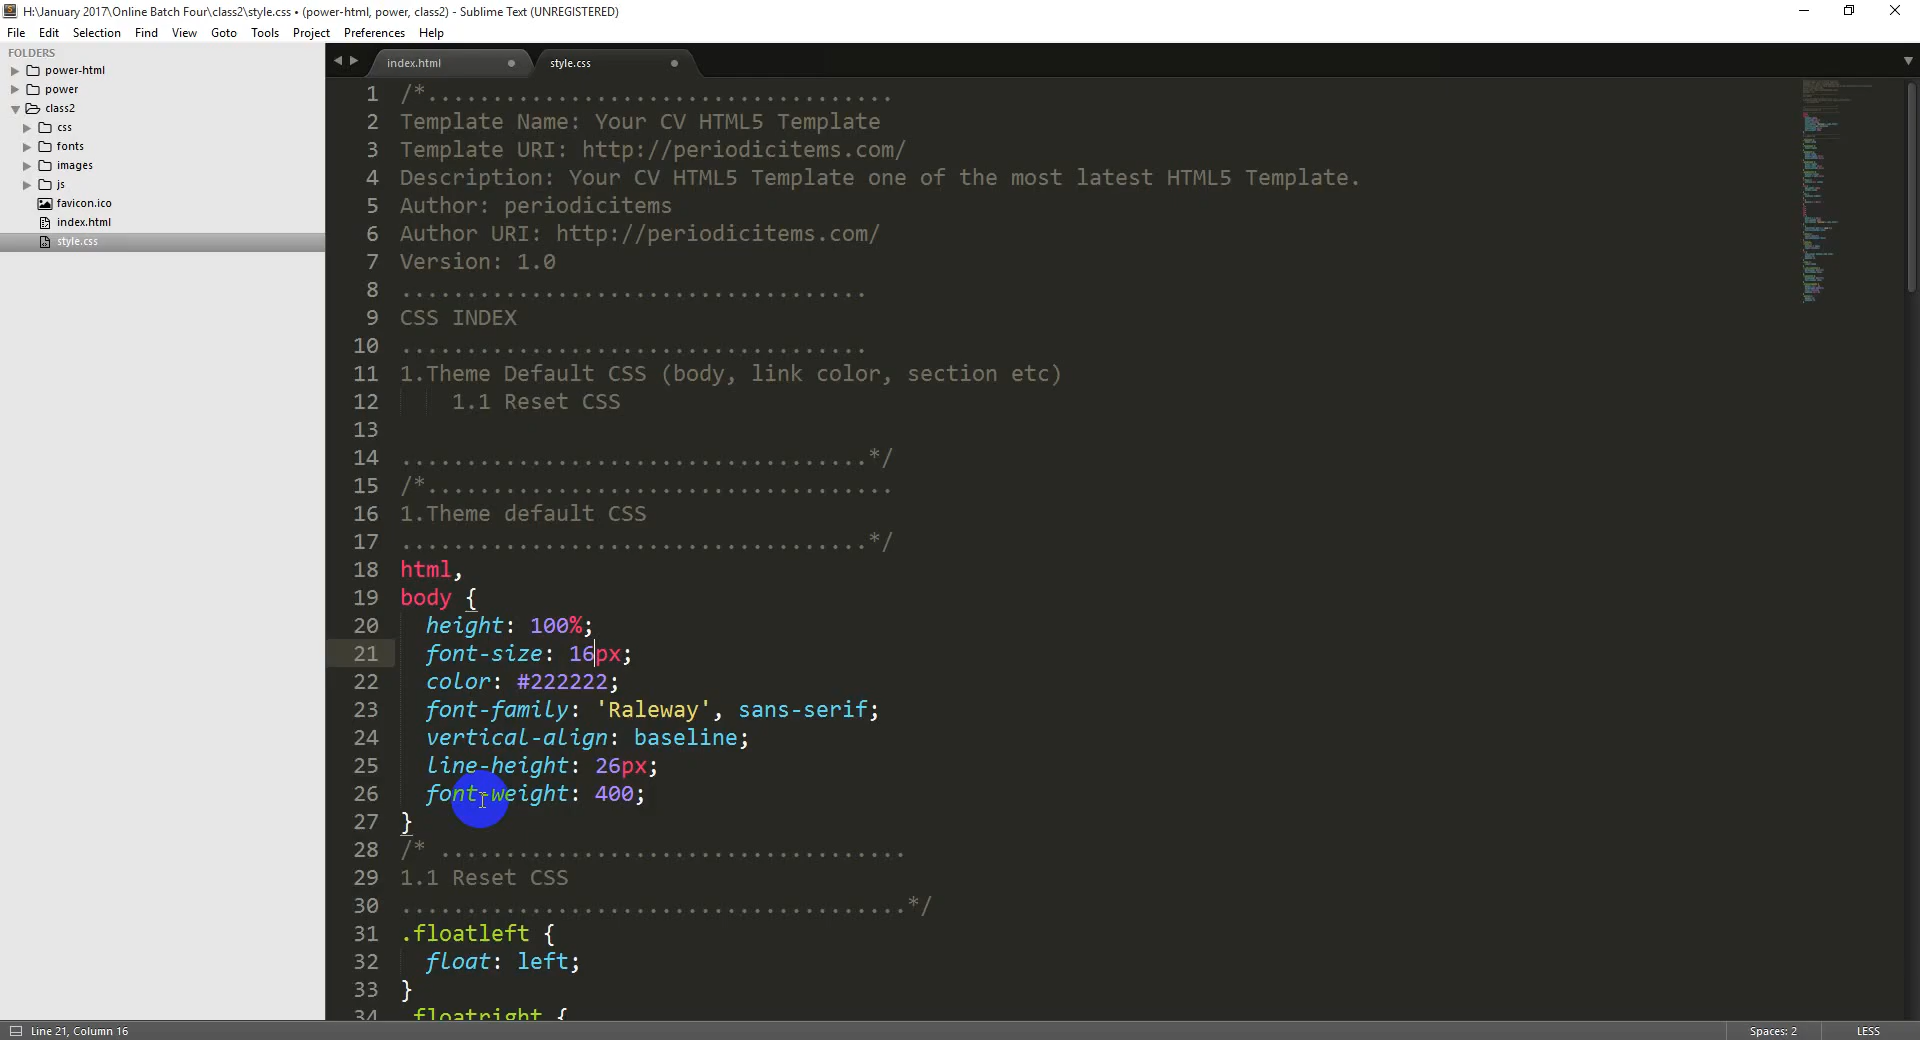 H:\January 2017\Online Batch Four\class2\style.css • (power-html, power, class2) - Sublime Text (UNREGISTERED)
File Edit Selection Find View Goto Tools Project Preferences Help
FOLDERS
power-html
power
class2
css
fonts
images
js
favicon.ico
index.html
style.css
index.html style.css
1 /*....................................
2 Template Name: Your CV HTML5 Template
3 Template URI: http://periodicitems.com/
4 Description: Your CV HTML5 Template one of the most latest HTML5 Template.
5 Author: periodicitems
6 Author URI: http://periodicitems.com/
7 Version: 1.0
8 ....................................
9 CSS INDEX
10 ....................................
11 1.Theme Default CSS (body, link color, section etc)
12 1.1 Reset CSS
13
14 ....................................*/
15 /*....................................
16 1.Theme default CSS
17 ....................................*/
18 html,
19 body {
20 height: 100%;
21 font-size: 16px;
22 color: #222222;
23 font-family: 'Raleway', sans-serif;
24 vertical-align: baseline;
25 line-height: 26px;
26 font-weight: 400;
27 }
28 /* ....................................
29 1.1 Reset CSS
30 .......................................*/
31 .floatleft {
32 float: left;
33 }
34 .floatright {
Line 21, Column 16 Spaces: 2 LESS